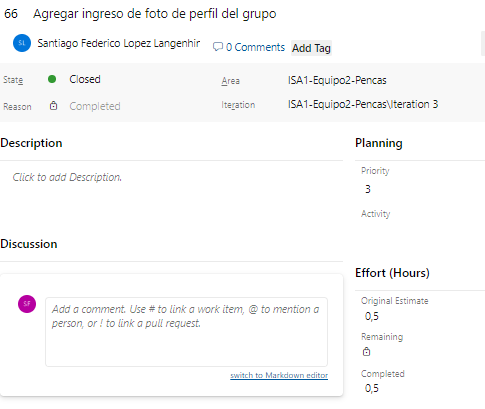 66 Agregar ingreso de foto de perfil del grupo
SL Santiago Federico Lopez Langenhir 0 Comments Add Tag
State Closed Area ISA1-Equipo2-Pencas
Reason Completed Iteration ISA1-Equipo2-Pencas\Iteration 3
Description
Click to add Description.
Planning
Priority
3
Activity
Discussion
SF
Add a comment. Use # to link a work item, @ to mention a
person, or ! to link a pull request.
switch to Markdown editor
Effort (Hours)
Original Estimate
0,5
Remaining
Completed
0,5